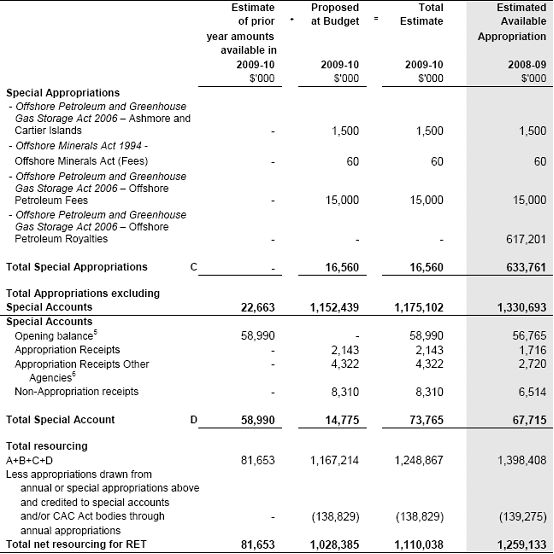 Estimate Proposed Total Estimated
of prior + at Budget = Estimate Available
year amounts Appropriation
available in
2009-10 2009-10 2009-10 2008-09
$'000 $'000 $'000 $'000
Special Appropriations
- Offshore Petroleum and Greenhouse
Gas Storage Act 2006 – Ashmore and
Cartier Islands - 1,500 1,500 1,500
- Offshore Minerals Act 1994 -
Offshore Minerals Act (Fees) - 60 60 60
- Offshore Petroleum and Greenhouse
Gas Storage Act 2006 – Offshore
Petroleum Fees - 15,000 15,000 15,000
- Offshore Petroleum and Greenhouse
Gas Storage Act 2006 – Offshore
Petroleum Royalties - - - 617,201
Total Special Appropriations C - 16,560 16,560 633,761
Total Appropriations excluding
Special Accounts 22,663 1,152,439 1,175,102 1,330,693
Special Accounts
Opening balance5 58,990 - 58,990 56,765
Appropriation Receipts - 2,143 2,143 1,716
Appropriation Receipts Other - 4,322 4,322 2,720
Agencies6
Non-Appropriation receipts - 8,310 8,310 6,514
Total Special Account D 58,990 14,775 73,765 67,715
Total resourcing
A+B+C+D 81,653 1,167,214 1,248,867 1,398,408
Less appropriations drawn from
annual or special appropriations above
and credited to special accounts
and/or CAC Act bodies through - (138,829) (138,829) (139,275)
annual appropriations
Total net resourcing for RET 81,653 1,028,385 1,110,038 1,259,133